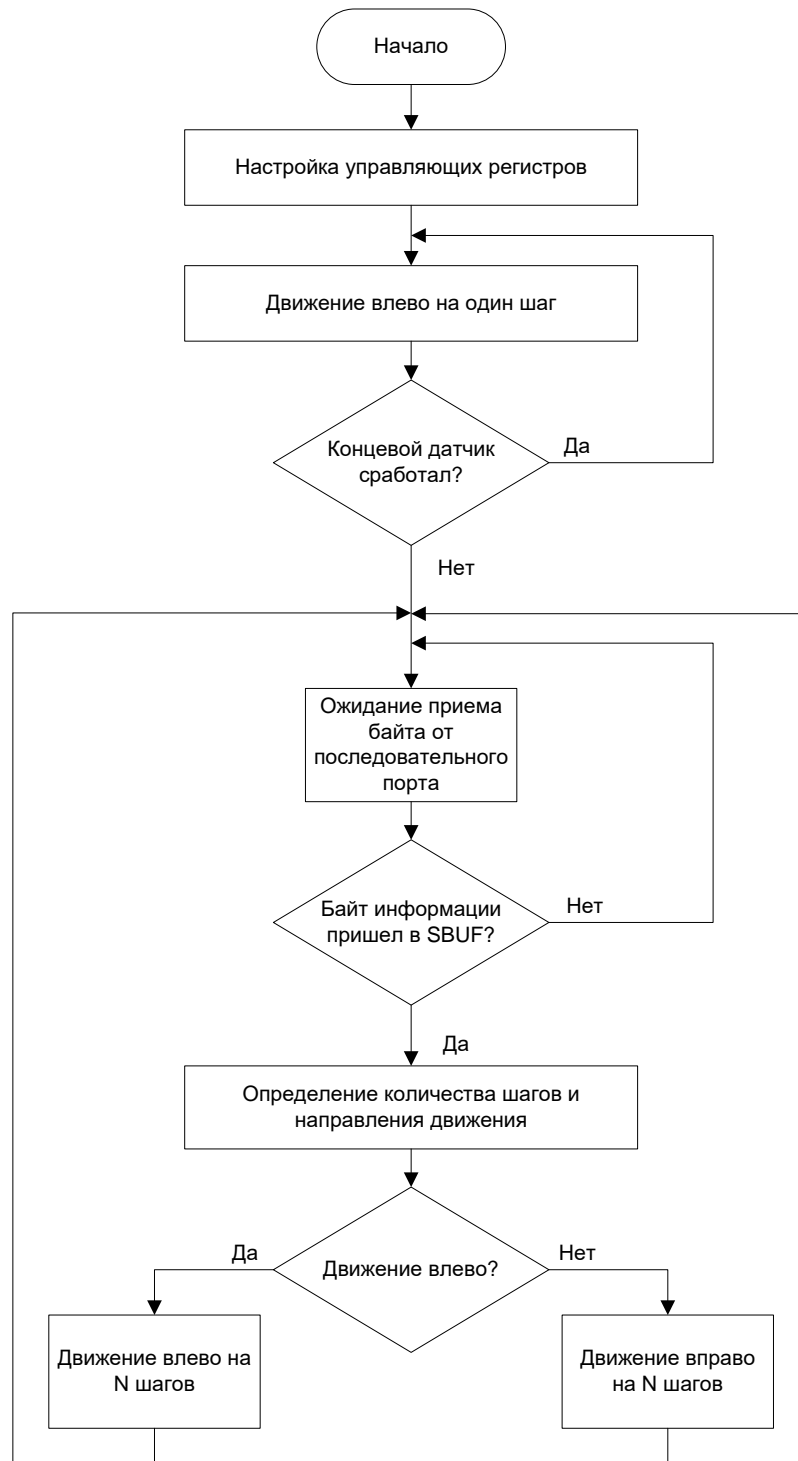 Начало
Настройка управляющих регистров
Движение влево на один шаг
Концевой датчик
сработал?
Да
Нет
Ожидание приема
байта от
последовательного
порта
Байт информации
пришел в SBUF?
Нет
Да
Определение количества шагов и
направления движения
Да
Движение влево?
Нет
Движение влево на
N шагов
Движение вправо
на N шагов